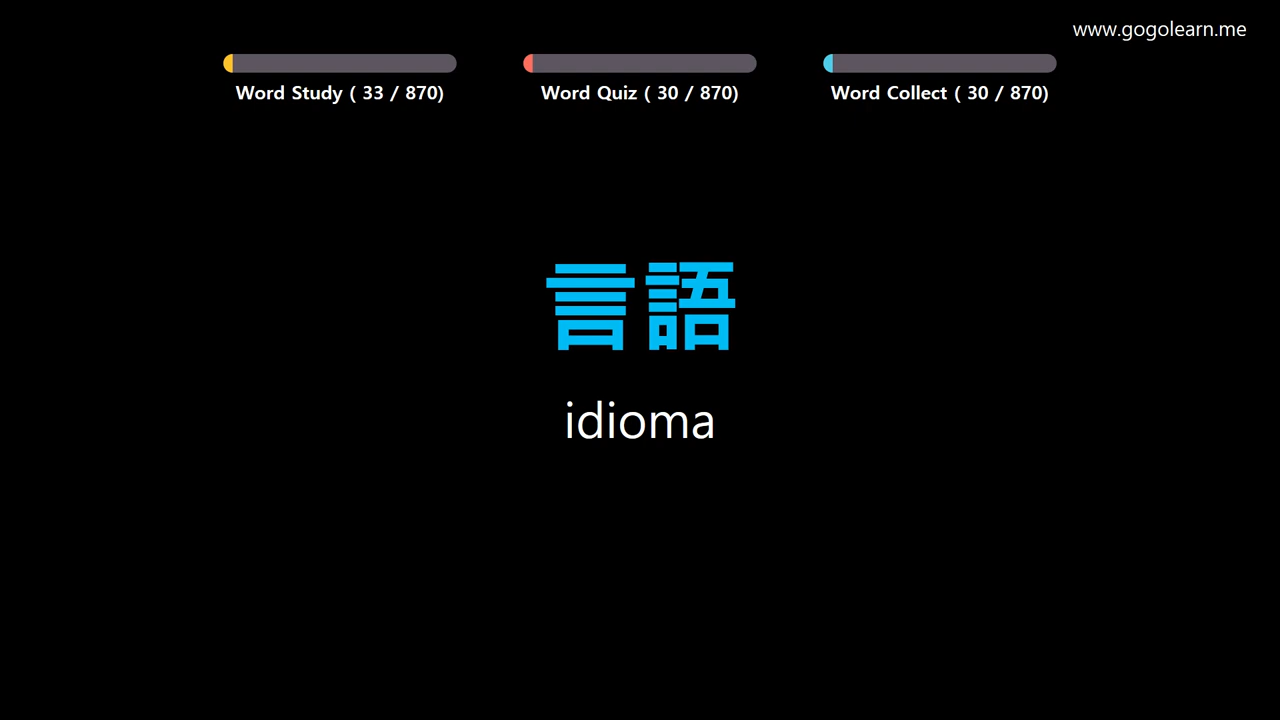 www.gogolearn.me
Word Study ( 33 / 870)
Word Quiz ( 30 / 870)
Word Collect ( 30 / 870)
言語
idioma